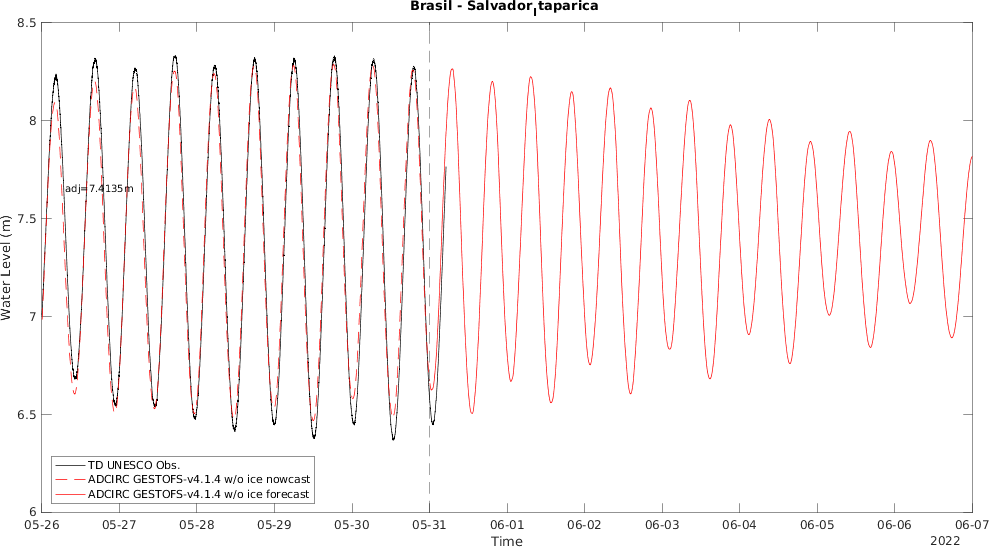 Brasil - Salvador Itaparica
8.5
8
7.5
7
6.5
6
Water Level (m)
adj=7.4135m
TD UNESCO Obs.
ADCIRC GESTOFS-v4.1.4 w/o ice nowcast
ADCIRC GESTOFS-v4.1.4 w/o ice forecast
05-26 05-27 05-28 05-29 05-30 05-31 06-01 06-02 06-03 06-04 06-05 06-06 06-07
Time
2022